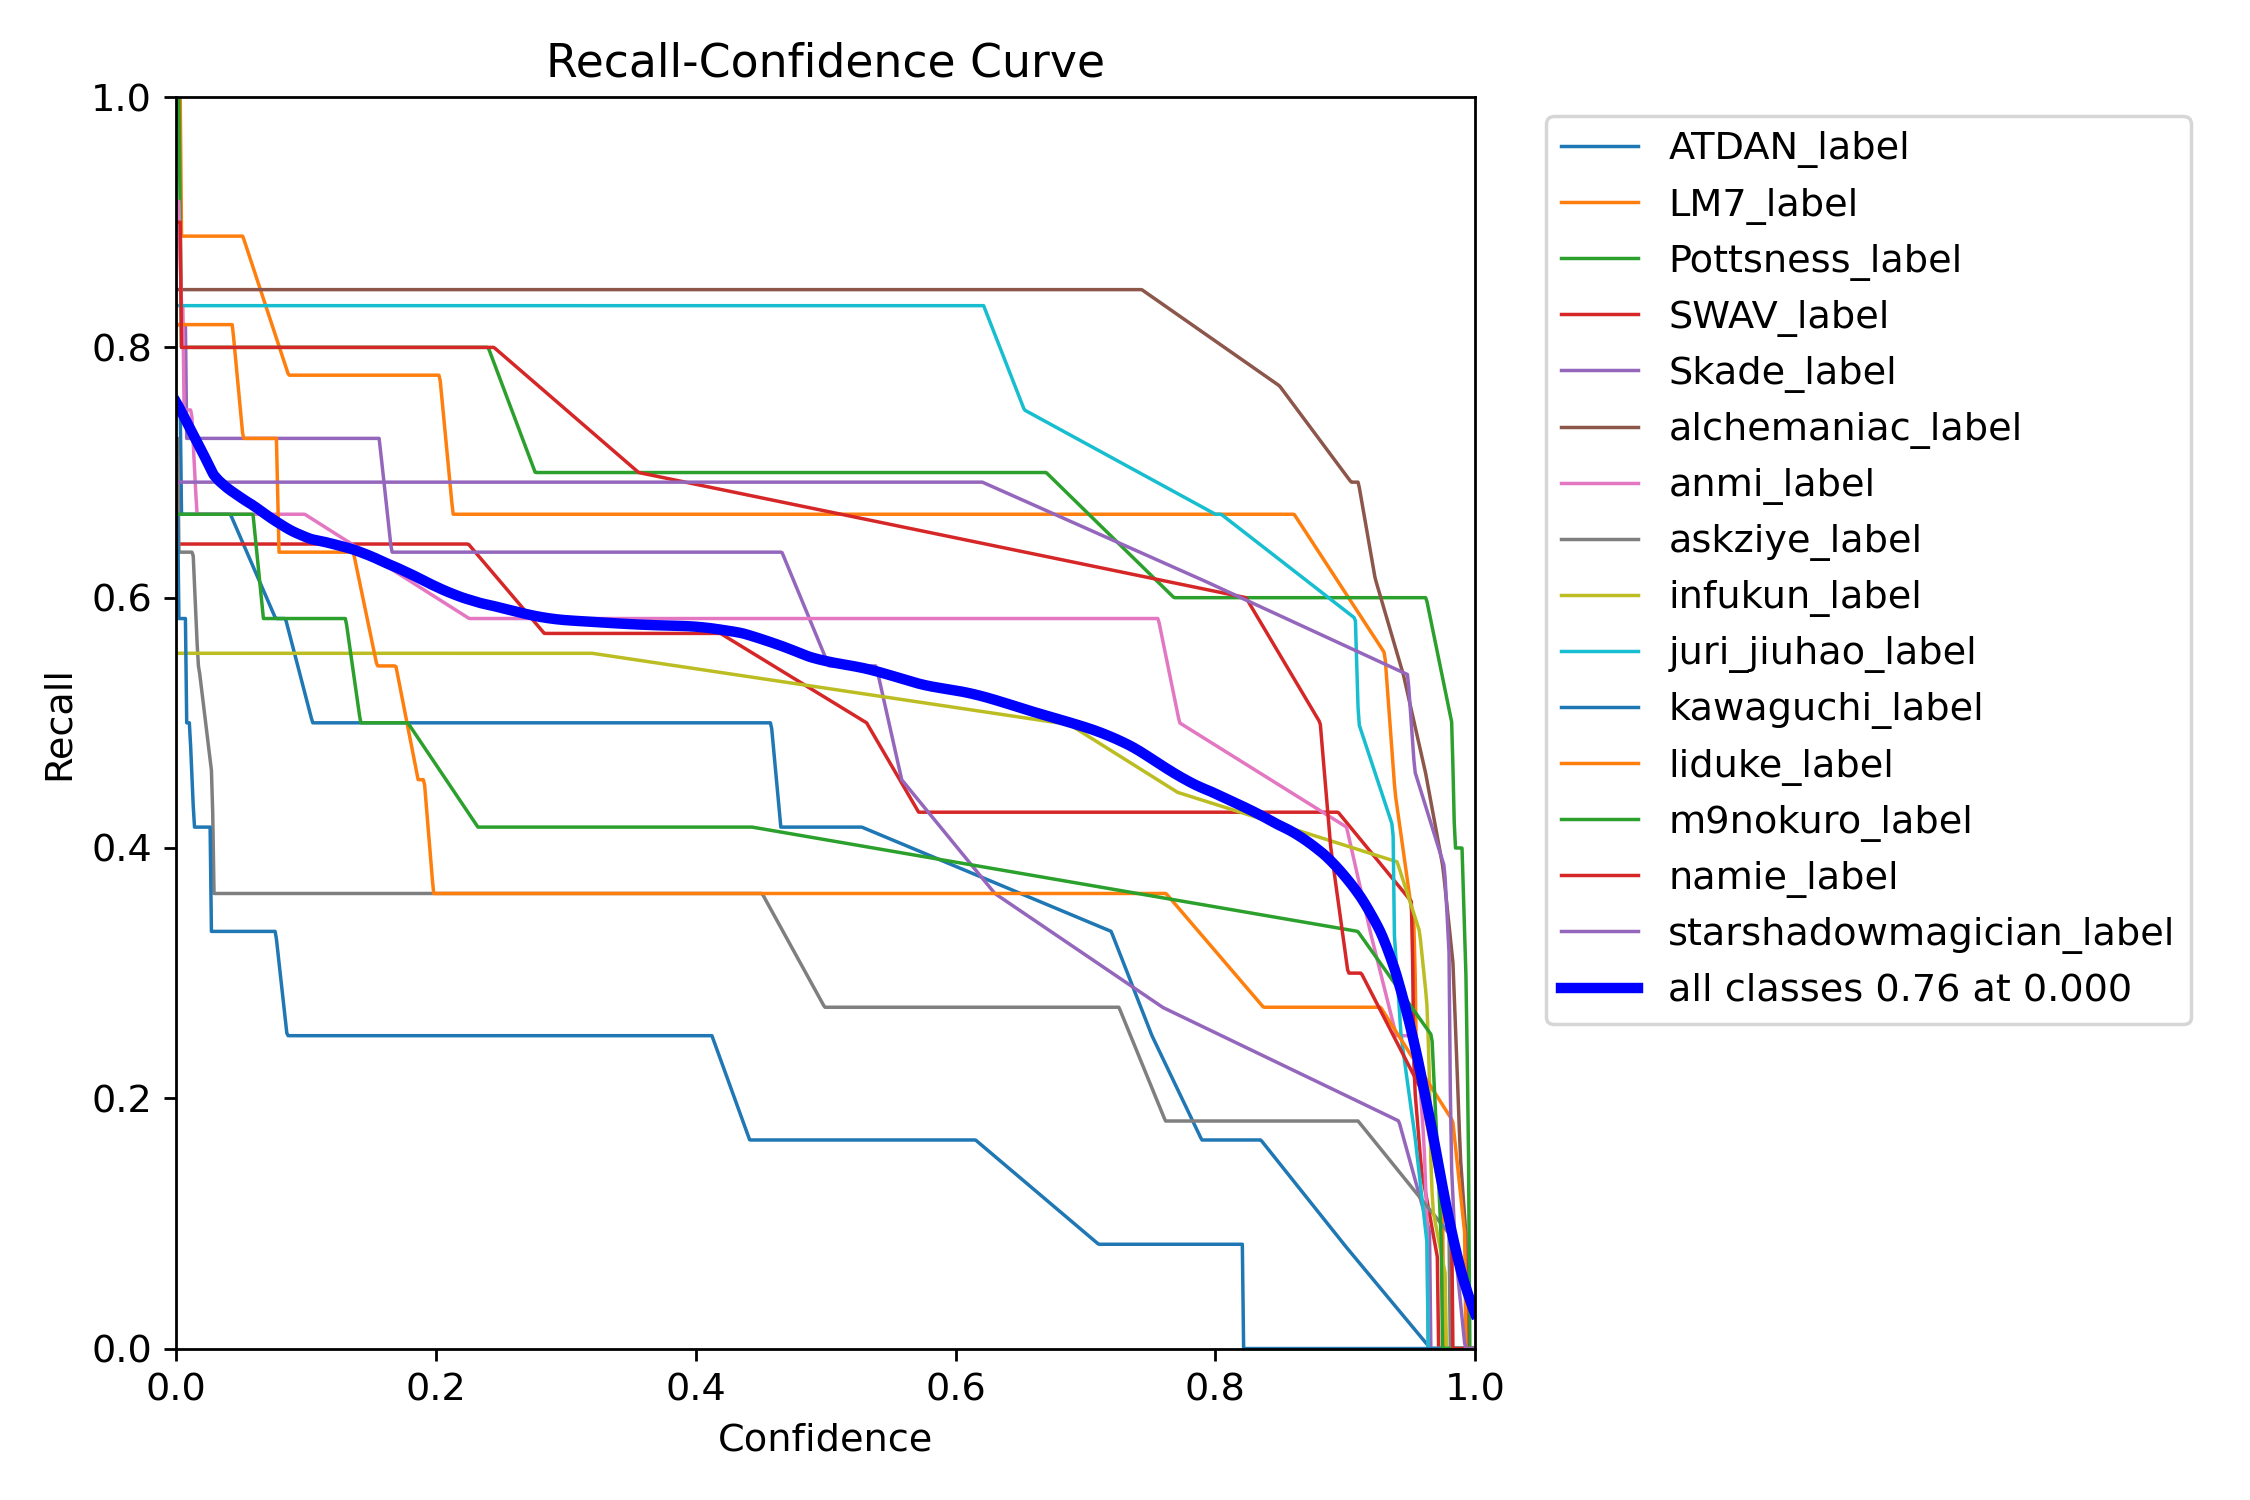 Recall-Confidence Curve
1.0
0.8
0.6
0.4
0.2
0.0
Recall
0.0 0.2 0.4 0.6 0.8 1.0
Confidence
ATDAN_label
LM7_label
Pottsness_label
SWAV_label
Skade_label
alchemaniac_label
anmi_label
askziye_label
infukun_label
juri_jiuhao_label
kawaguchi_label
liduke_label
m9nokuro_label
namie_label
starshadowmagician_label
all classes 0.76 at 0.000